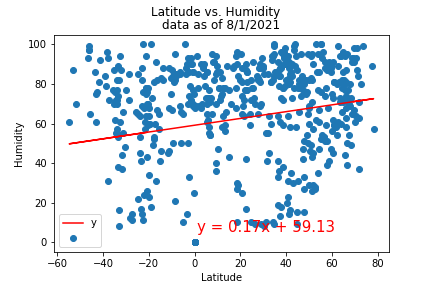 Latitude vs. Humidity
data as of 8/1/2021
100
80
60
40
20
0
Humidity
y = 0.17x + 59.13
y
−60
−40
−20
0
20
40
60
80
Latitude